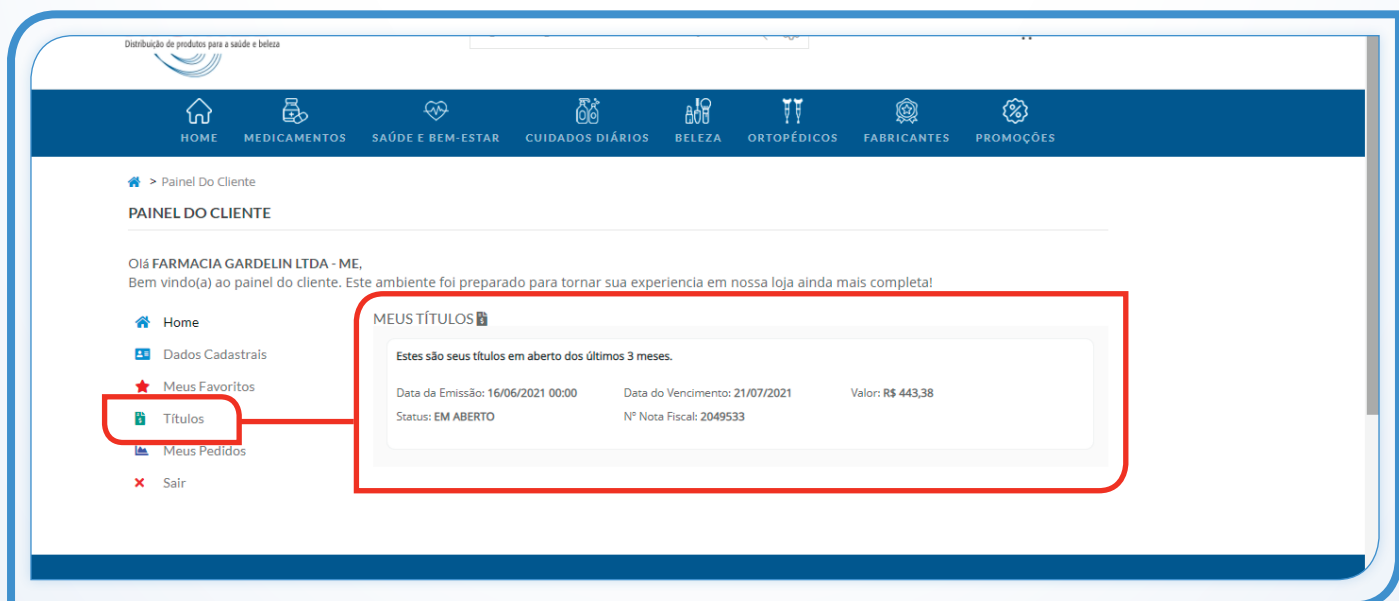 Distribuição de produtos para a saúde e beleza
HOME MEDICAMENTOS SAÚDE E BEM-ESTAR CUIDADOS DIÁRIOS BELEZA ORTOPÉDICOS FABRICANTES PROMOÇÕES
> Painel Do Cliente
PAINEL DO CLIENTE
Olá FARMACIA GARDELIN LTDA - ME,
Bem vindo(a) ao painel do cliente. Este ambiente foi preparado para tornar sua experiencia em nossa loja ainda mais completa!
Home
Dados Cadastrais
Meus Favoritos
Títulos
Meus Pedidos
Sair
MEUS TÍTULOS
Estes são seus títulos em aberto dos últimos 3 meses.
Data da Emissão: 16/06/2021 00:00 Data do Vencimento: 21/07/2021 Valor: R$ 443,38
Status: EM ABERTO Nº Nota Fiscal: 2049533